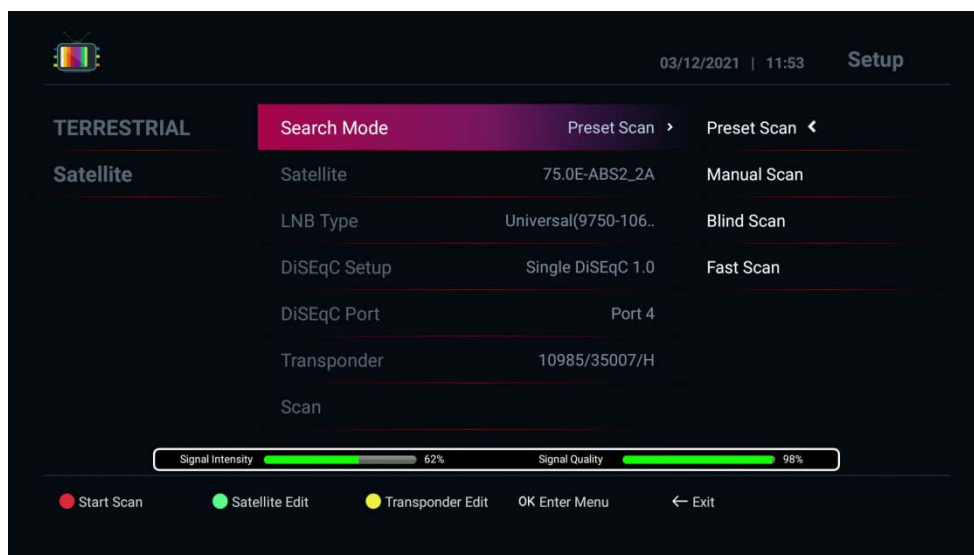 03/12/2021 | 11:53 Setup
TERRESTRIAL
Satellite
Search Mode Preset Scan >
Satellite 75.0E-ABS2_2A
LNB Type Universal(9750-106..
DiSEqC Setup Single DiSEqC 1.0
DiSEqC Port Port 4
Transponder 10985/35007/H
Scan
Preset Scan
Manual Scan
Blind Scan
Fast Scan
Signal Intensity 62% Signal Quality 98%
Start Scan Satellite Edit Transponder Edit OK Enter Menu ← Exit